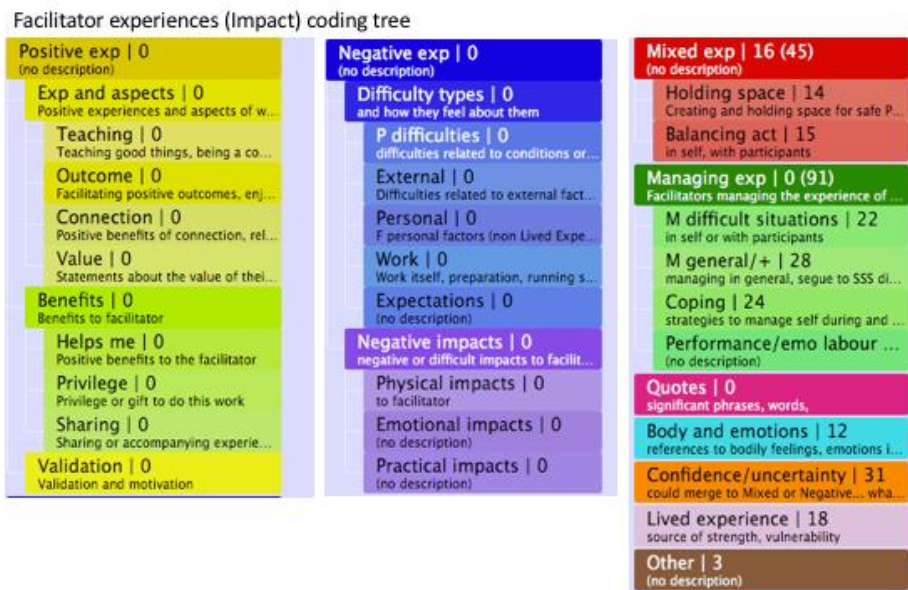 Facilitator experiences (Impact) coding tree
Positive exp | 0
(no description)
Exp and aspects | 0
Positive experiences and aspects of w...
Teaching | 0
Teaching good things, being a co...
Outcome | 0
Facilitating positive outcomes, enj...
Connection | 0
Positive benefits of connection, rel...
Value | 0
Statements about the value of thei...
Benefits | 0
Benefits to facilitator
Helps me | 0
Positive benefits to the facilitator
Privilege | 0
Privilege or gift to do this work
Sharing | 0
Sharing or accompanying experie...
Validation | 0
Validation and motivation
Negative exp | 0
(no description)
Difficulty types | 0
and how they feel about them
P difficulties | 0
difficulties related to conditions or...
External | 0
Difficulties related to external fact...
Personal | 0
F personal factors (non Lived Expe...
Work | 0
Work itself, preparation, running s...
Expectations | 0
(no description)
Negative impacts | 0
negative or difficult impacts to facilit...
Physical impacts | 0
to facilitator
Emotional impacts | 0
(no description)
Practical impacts | 0
(no description)
Mixed exp | 16 (45)
(no description)
Holding space | 14
Creating and holding space for safe P...
Balancing act | 15
in self, with participants
Managing exp | 0 (91)
Facilitators managing the experience of ...
M difficult situations | 22
in self or with participants
M general/+ | 28
managing in general, segue to SSS di...
Coping | 24
strategies to manage self during and ...
Performance/emo labour ...
(no description)
Quotes | 0
significant phrases, words,
Body and emotions | 12
references to bodily feelings, emotions i...
Confidence/uncertainty | 31
could merge to Mixed or Negative... wha...
Lived experience | 18
source of strength, vulnerability
Other | 3
(no description)